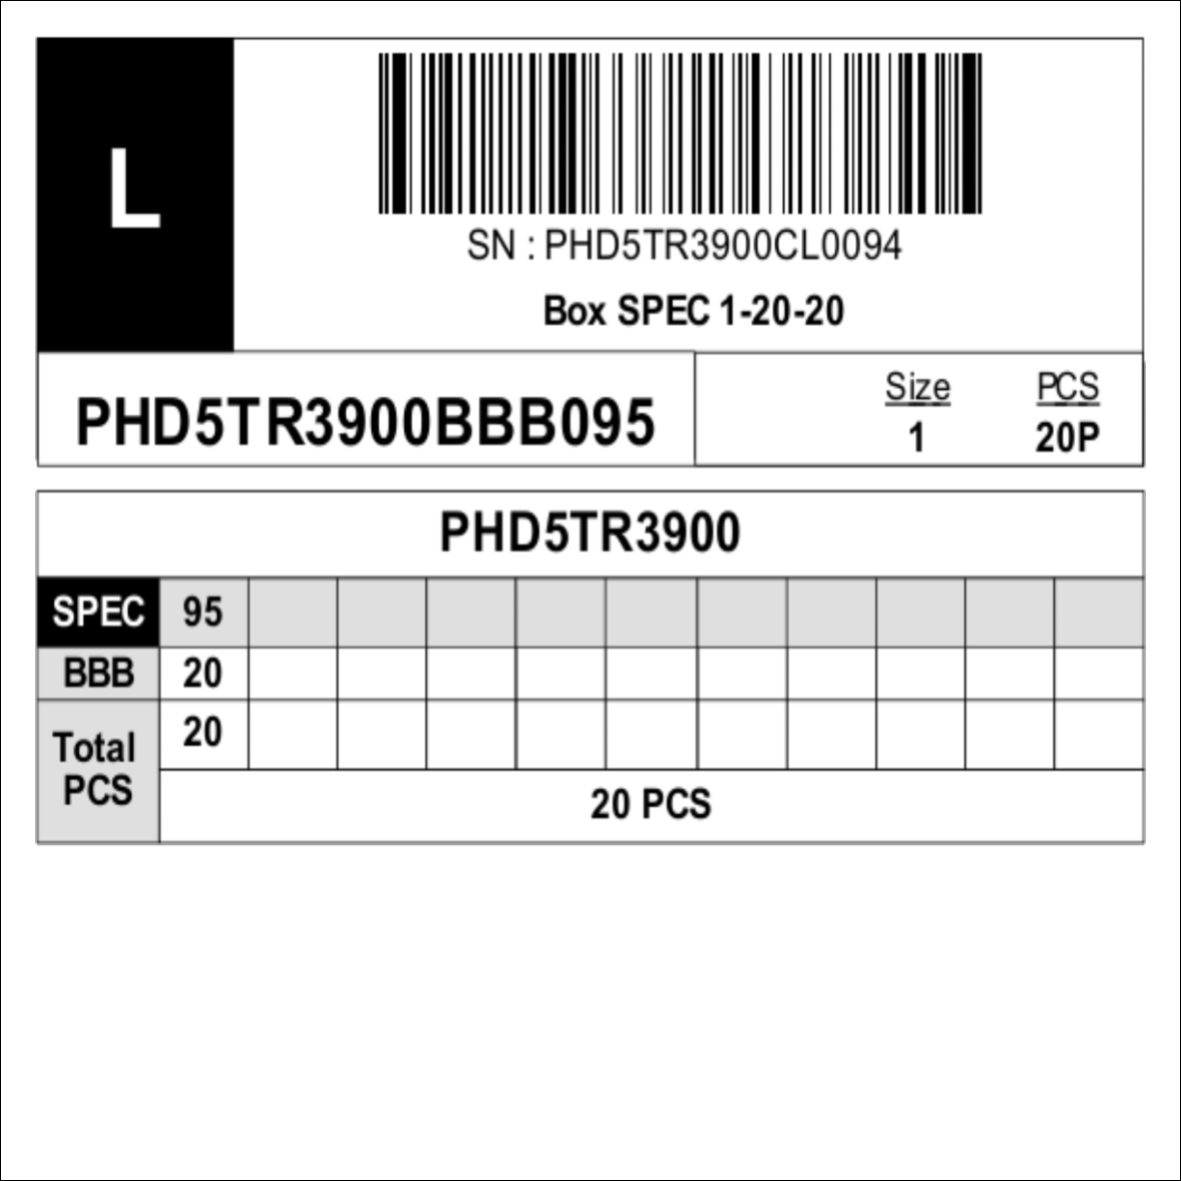 L
SN : PHD5TR3900CL0094
Box SPEC 1-20-20
PHD5TR3900BBB095
Size PCS
1 20P
PHD5TR3900
SPEC 95
BBB 20
Total PCS 20
20 PCS